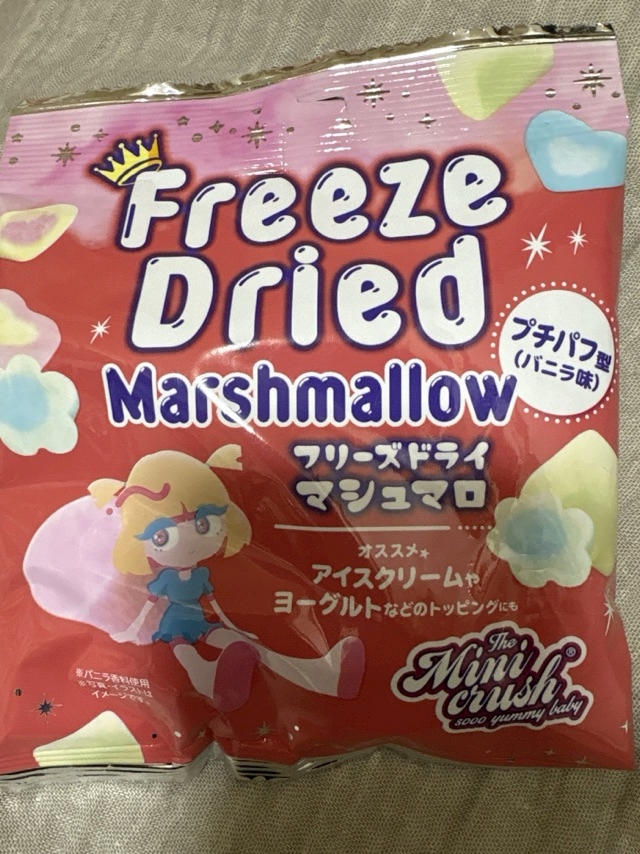 Freeze
Dried
Marshmallow
プチパフ型
(バニラ味)
フリーズドライ
マシュマロ
オススメ★
アイスクリームや
ヨーグルトなどのトッピングにも
※バニラ香料使用
※写真・イラストは
イメージです。
The
Mini
crush®
sooo yummy baby